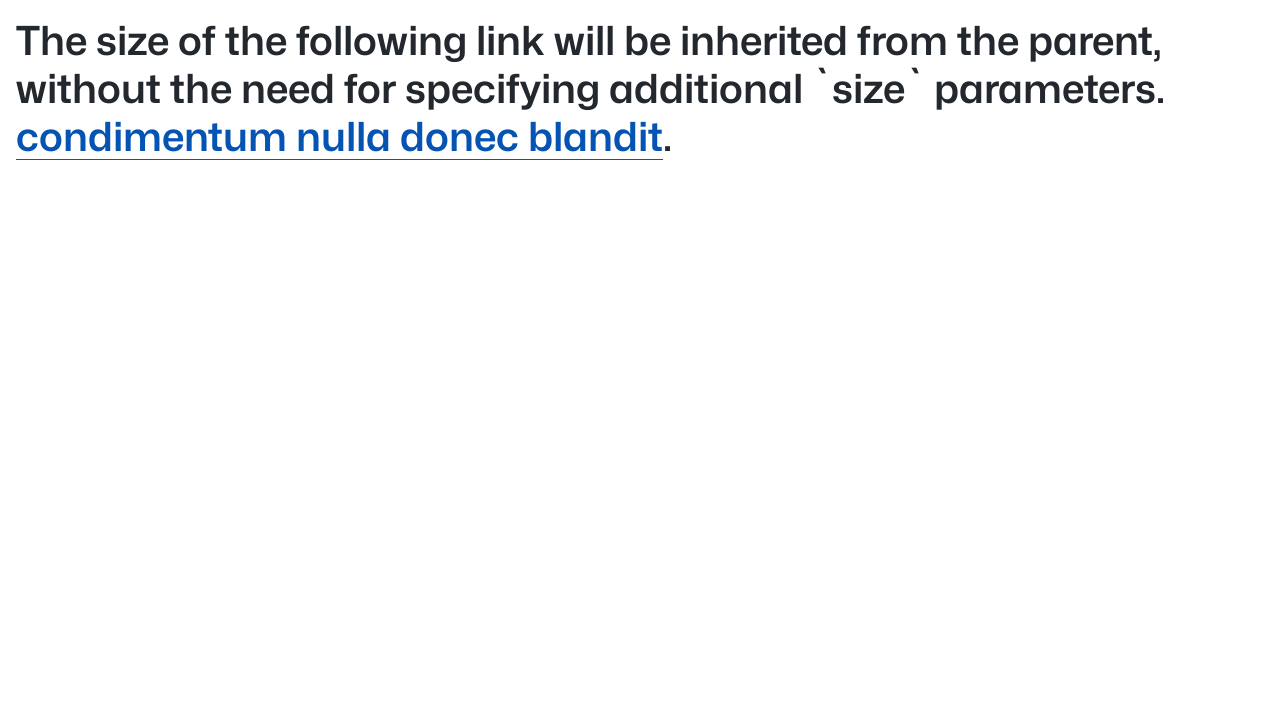 The size of the following link will be inherited from the parent,
without the need for specifying additional `size` parameters.
condimentum nulla donec blandit.